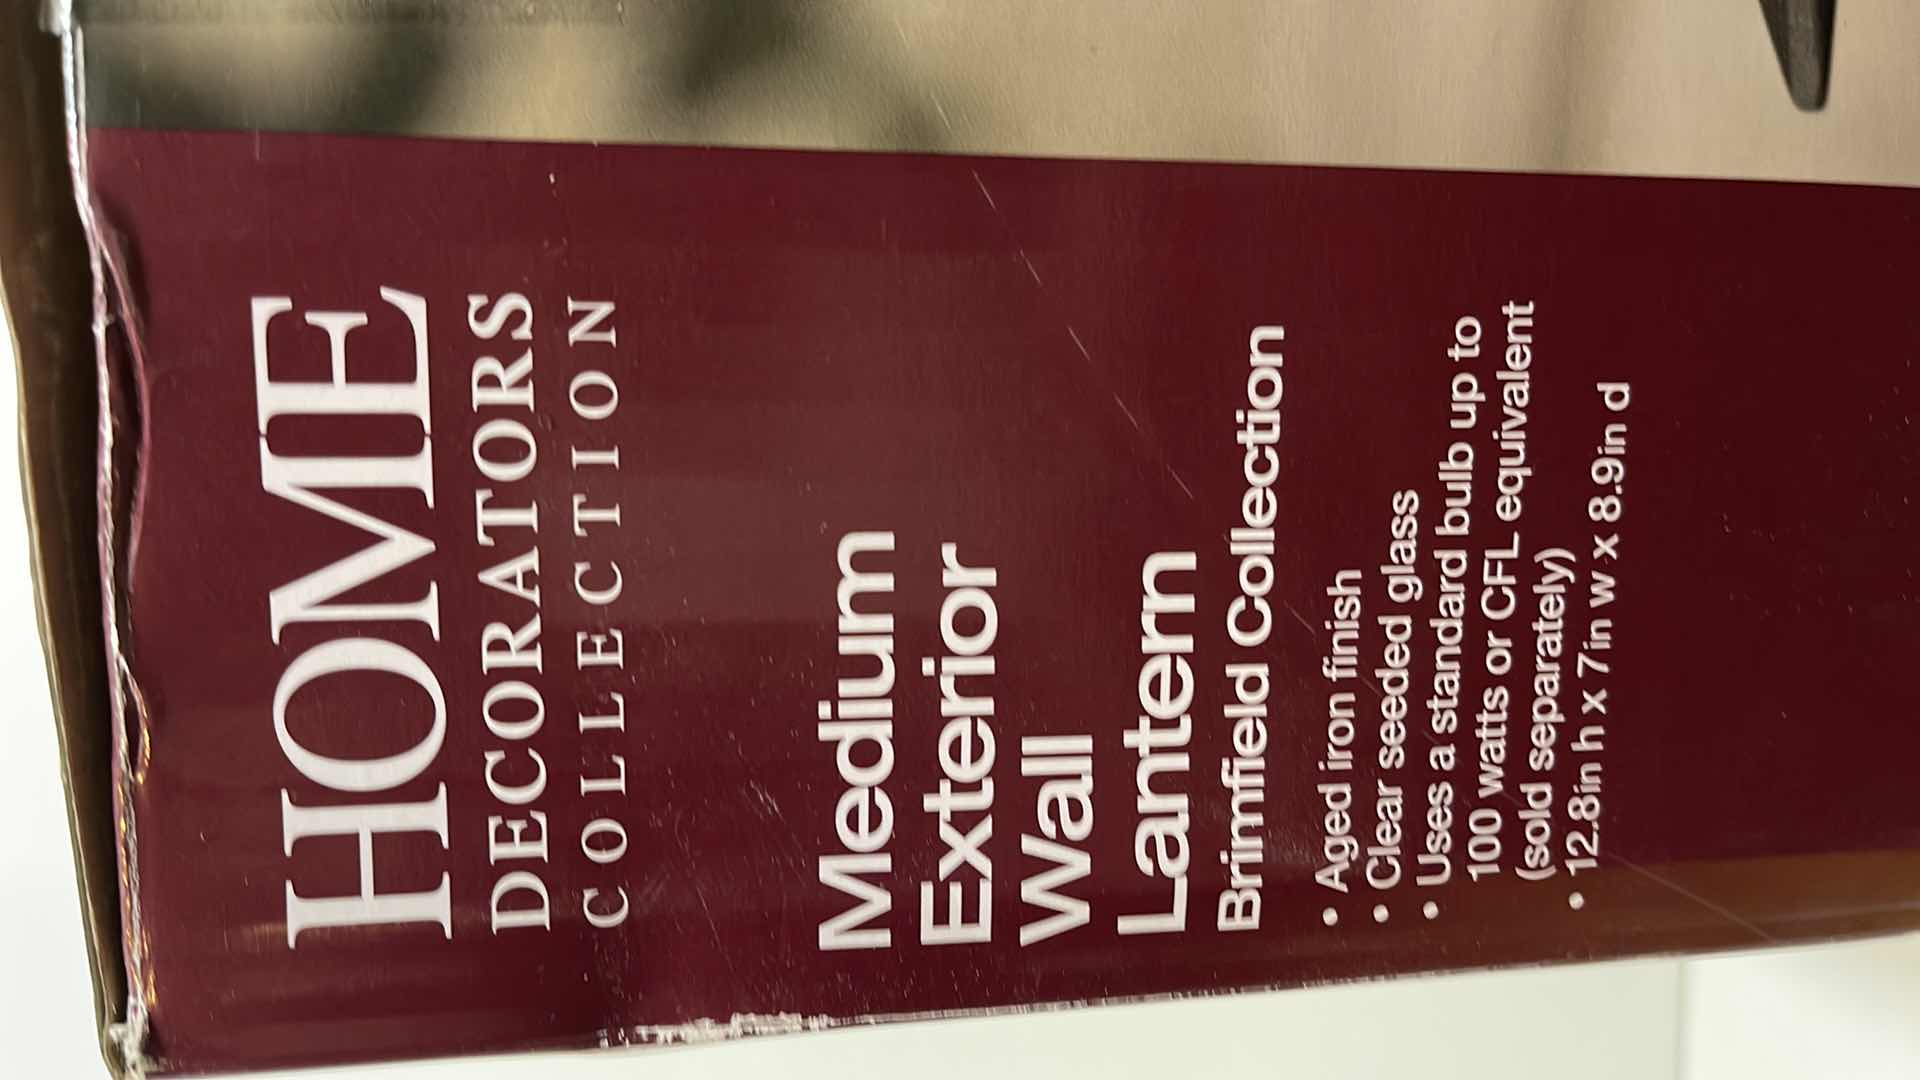 HOME
DECORATORS
COLLECTION
Medium
Exterior
Wall
Lantern
Brimfield Collection
• Aged iron finish
• Clear seeded glass
• Uses a standard bulb up to
100 watts or CFL equivalent
(sold separately)
• 12.8in h x 7in w x 8.9in d